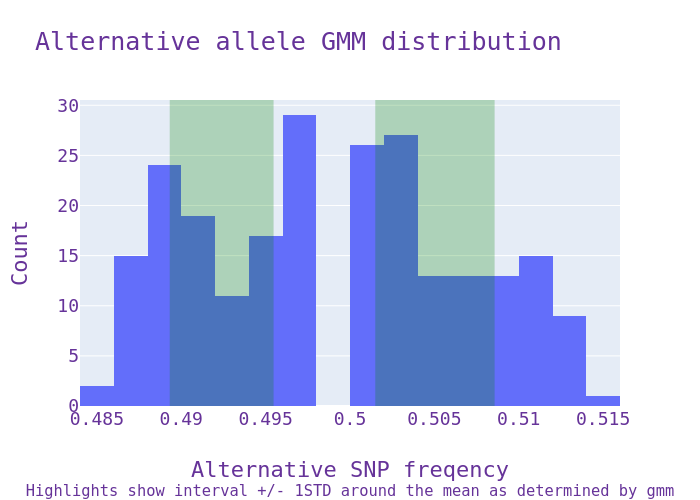 Alternative allele GMM distribution
30
25
20
15
10
5
0
Count
0.485 0.49 0.495 0.5 0.505 0.51 0.515
Alternative SNP freqency
Highlights show interval +/- 1STD around the mean as determined by gmm